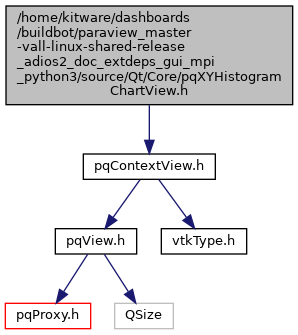 /home/kitware/dashboards
/buildbot/paraview_master
-vall-linux-shared-release
_adios2_doc_extdeps_gui_mpi
_python3/source/Qt/Core/pqXYHistogram
ChartView.h
pqContextView.h
pqView.h
vtkType.h
pqProxy.h
QSize